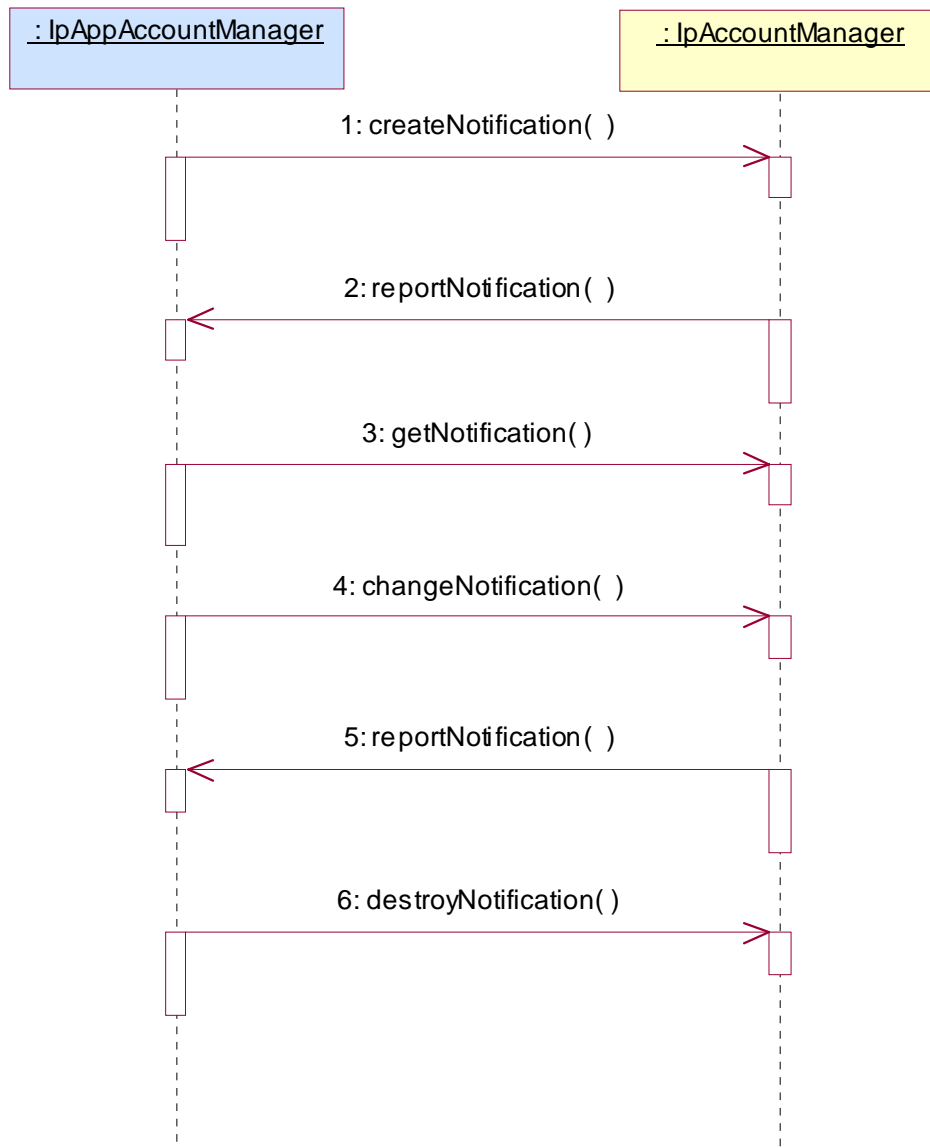 : IpAppAccountManager
: IpAccountManager
1: createNotification( )
2: reportNotification( )
3: getNotification( )
4: changeNotification( )
5: reportNotification( )
6: destroyNotification( )